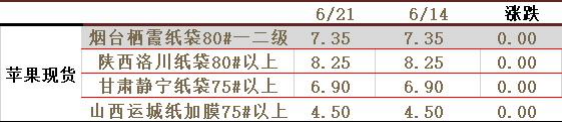 6/21 6/14 涨跌
苹果现货
烟台栖霞纸袋80#一二级 7.35 7.35 0.00
陕西洛川纸袋80#以上 8.25 8.25 0.00
甘肃静宁纸袋75#以上 6.90 6.90 0.00
山西运城纸加膜75#以上 4.50 4.50 0.00